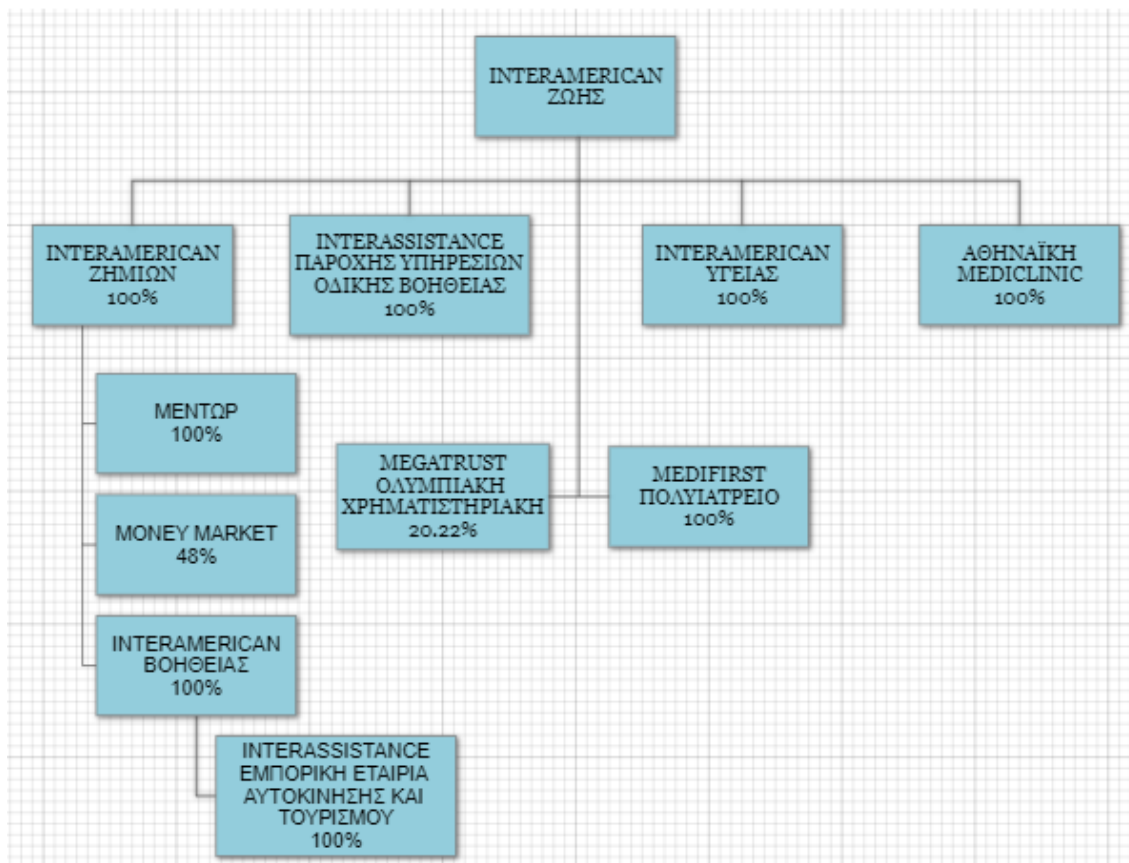 INTERAMERICAN
ΖΩΗΣ
INTERAMERICAN
ΖΗΜΙΩΝ
100%
INTERASSISTANCE
ΠΑΡΟΧΗΣ ΥΠΗΡΕΣΙΩΝ
ΟΔΙΚΗΣ ΒΟΗΘΕΙΑΣ
100%
INTERAMERICAN
ΥΓΕΙΑΣ
100%
ΑΘΗΝΑΪΚΗ
MEDICLINIC
100%
ΜΕΝΤΩΡ
100%
MONEY MARKET
48%
INTERAMERICAN
ΒΟΗΘΕΙΑΣ
100%
INTERASSISTANCE
ΕΜΠΟΡΙΚΗ ΕΤΑΙΡΙΑ
ΑΥΤΟΚΙΝΗΣΗΣ ΚΑΙ
ΤΟΥΡΙΣΜΟΥ
100%
MEGATRUST
ΟΛΥΜΠΙΑΚΗ
ΧΡΗΜΑΤΙΣΤΗΡΙΑΚΗ
20.22%
MEDIFIRST
ΠΟΛΥΙΑΤΡΕΙΟ
100%